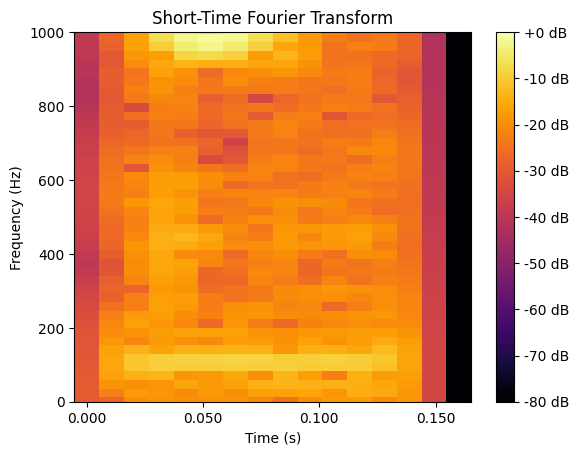 Short-Time Fourier Transform
1000
800
600
400
200
0
Frequency (Hz)
0.000
0.050
0.100
0.150
Time (s)
+0 dB
-10 dB
-20 dB
-30 dB
-40 dB
-50 dB
-60 dB
-70 dB
-80 dB